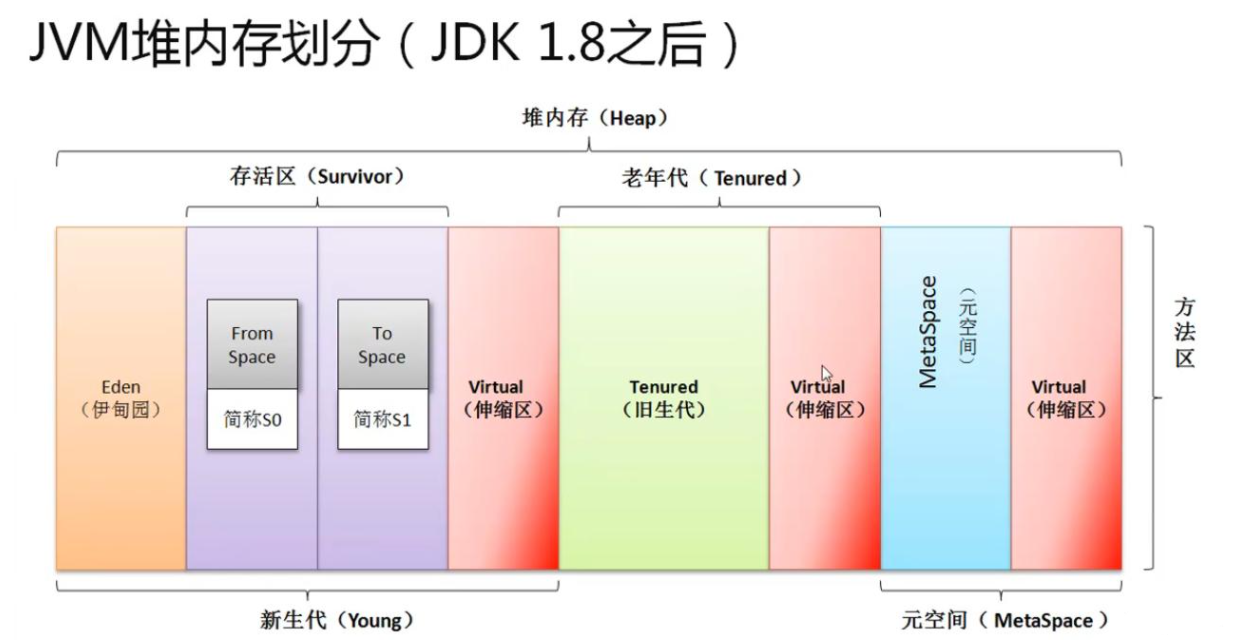 JVM堆内存划分（JDK 1.8之后）
堆内存（Heap）
存活区（Survivor）
老年代（ Tenured ）
From
Space
简称S0
To
Space
简称S1
Eden
（伊甸园）
Virtual
（伸缩区）
Tenured
（旧生代）
Virtual
（伸缩区）
MetaSpace
（元空间）
Virtual
（伸缩区）
方法区
新生代（Young）
元空间（ MetaSpace ）